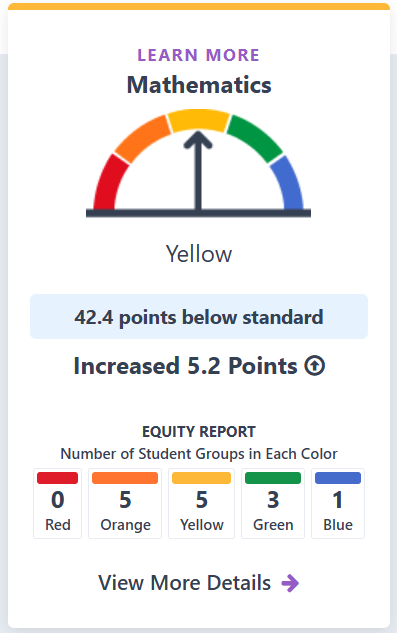 LEARN MORE
Mathematics
Yellow
42.4 points below standard
Increased 5.2 Points
EQUITY REPORT
Number of Student Groups in Each Color
0 5 5 3 1
Red Orange Yellow Green Blue
View More Details